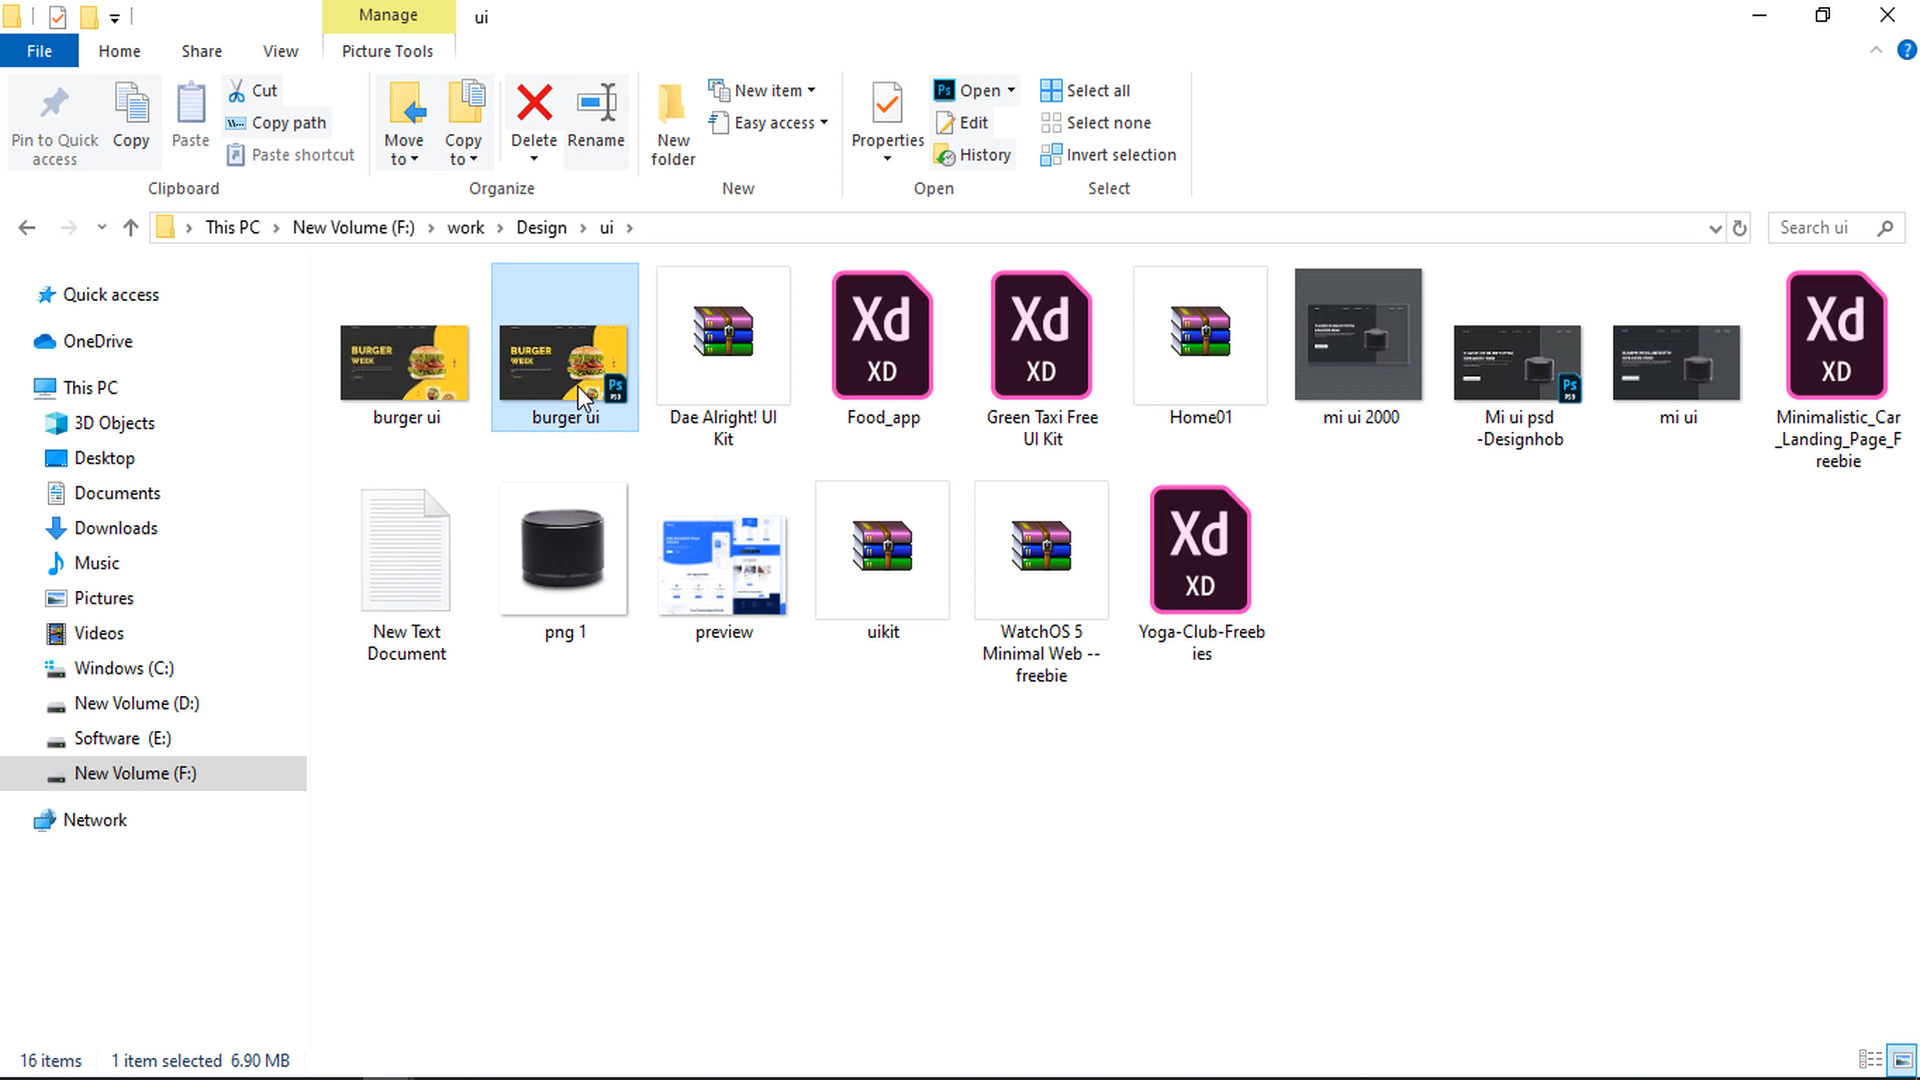 Manage
ui
File
Home
Share
View
Picture Tools
?
Pin to Quick
access
Copy
Paste
Cut
Copy path
Paste shortcut
Clipboard
Move
to
Copy
to
Delete
Rename
Organize
New
folder
New item
Easy access
New
Properties
Ps
Open
Edit
History
Open
Select all
Select none
Invert selection
Select
This PC
New Volume (F:)
work
Design
ui
Search ui
Quick access
OneDrive
This PC
3D Objects
Desktop
Documents
Downloads
Music
Pictures
Videos
Windows (C:)
New Volume (D:)
Software (E:)
New Volume (F:)
Network
BURGER
WEEK
burger ui
BURGER
WEEK
Ps
burger ui
Dae Alright! UI
Kit
Xd
XD
Food_app
Xd
XD
Green Taxi Free
UI Kit
Home01
mi ui 2000
Ps
Mi ui psd
-Designhob
mi ui
Xd
XD
Minimalistic_Car
_Landing_Page_F
reebie
New Text
Document
png 1
preview
uikit
WatchOS 5
Minimal Web --
freebie
Xd
XD
Yoga-Club-Freeb
ies
16 items
1 item selected 6.90 MB